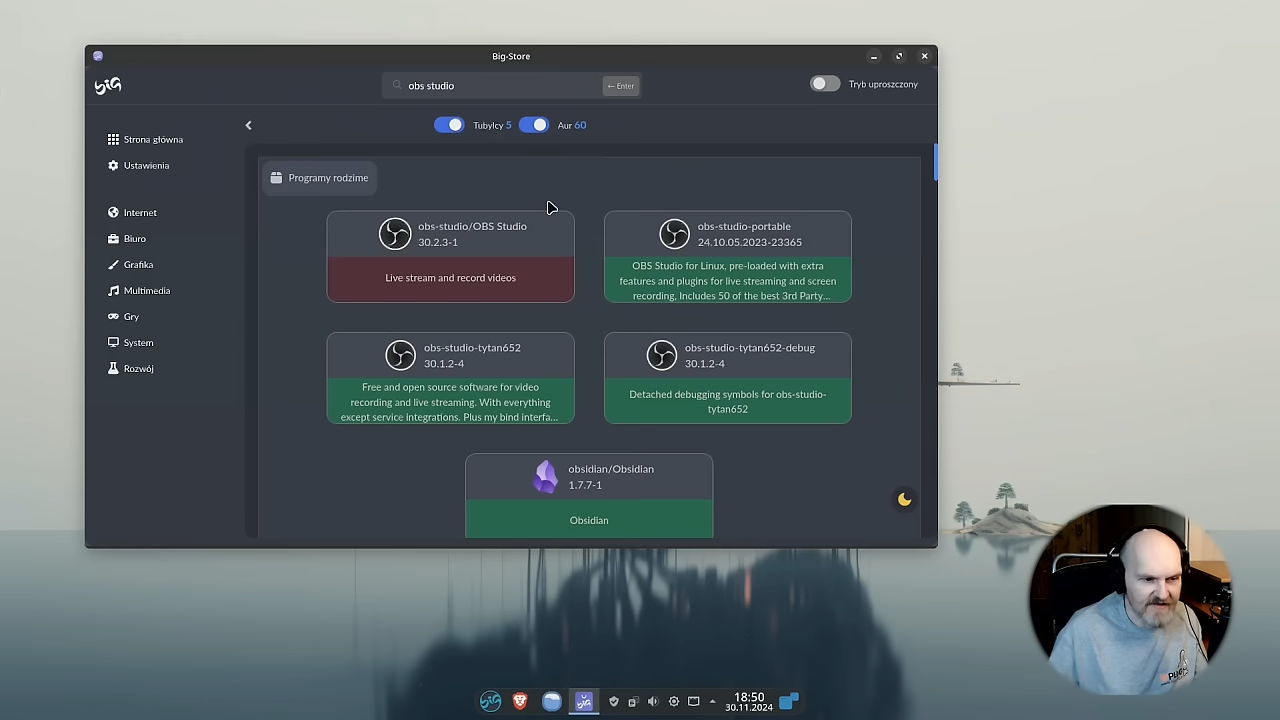 Big-Store
big
obs studio
← Enter
Tryb uproszczony
Tubylcy 5
Aur 60
Strona główna
Ustawienia
Internet
Biuro
Grafika
Multimedia
Gry
System
Rozwój
Programy rodzime
obs-studio/OBS Studio
30.2.3-1
Live stream and record videos
obs-studio-portable
24.10.05.2023-23365
OBS Studio for Linux, pre-loaded with extra
features and plugins for live streaming and screen
recording, Includes 50 of the best 3rd Party...
obs-studio-tytan652
30.1.2-4
Free and open source software for video
recording and live streaming. With everything
except service integrations. Plus my bind interfa...
obs-studio-tytan652-debug
30.1.2-4
Detached debugging symbols for obs-studio-
tytan652
obsidian/Obsidian
1.7.7-1
Obsidian
18:50
30.11.2024